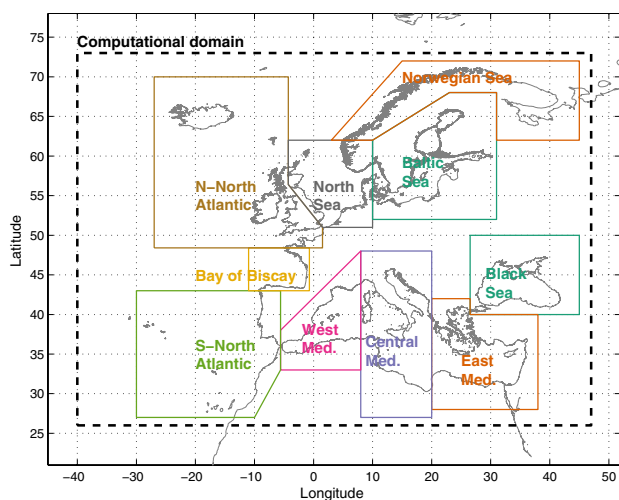 75
70
65
60
55
50
45
40
35
30
25
Latitude
Computational domain
Norwegian Sea
N−North
Atlantic
North
Sea
Baltic
Sea
Bay of Biscay
Black
Sea
S−North
Atlantic
West
Med.
Central
Med.
East
Med.
−40 −30 −20 −10 0 10 20 30 40 50
Longitude